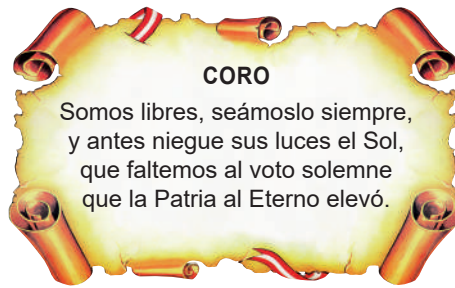 CORO
Somos libres, seámoslo siempre,
y antes niegue sus luces el Sol,
que faltemos al voto solemne
que la Patria al Eterno elevó.